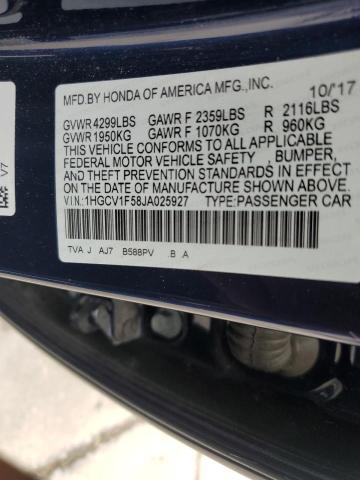 MFD.BY HONDA OF AMERICA MFG.,INC. 10/'17
GVWR 4299LBS GAWR F 2359LBS R 2116LBS
GVWR 1950KG GAWR F 1070KG R 960KG
THIS VEHICLE CONFORMS TO ALL APPLICABLE
FEDERAL MOTOR VEHICLE SAFETY , BUMPER,
AND THEFT PREVENTION STANDARDS IN EFFECT
ON THE DATE OF MANUFACTURE SHOWN ABOVE.
V.I.N:1HGCV1F58JA025927 TYPE:PASSENGER CAR
TVA J AJ7 B588PV .B A
V7